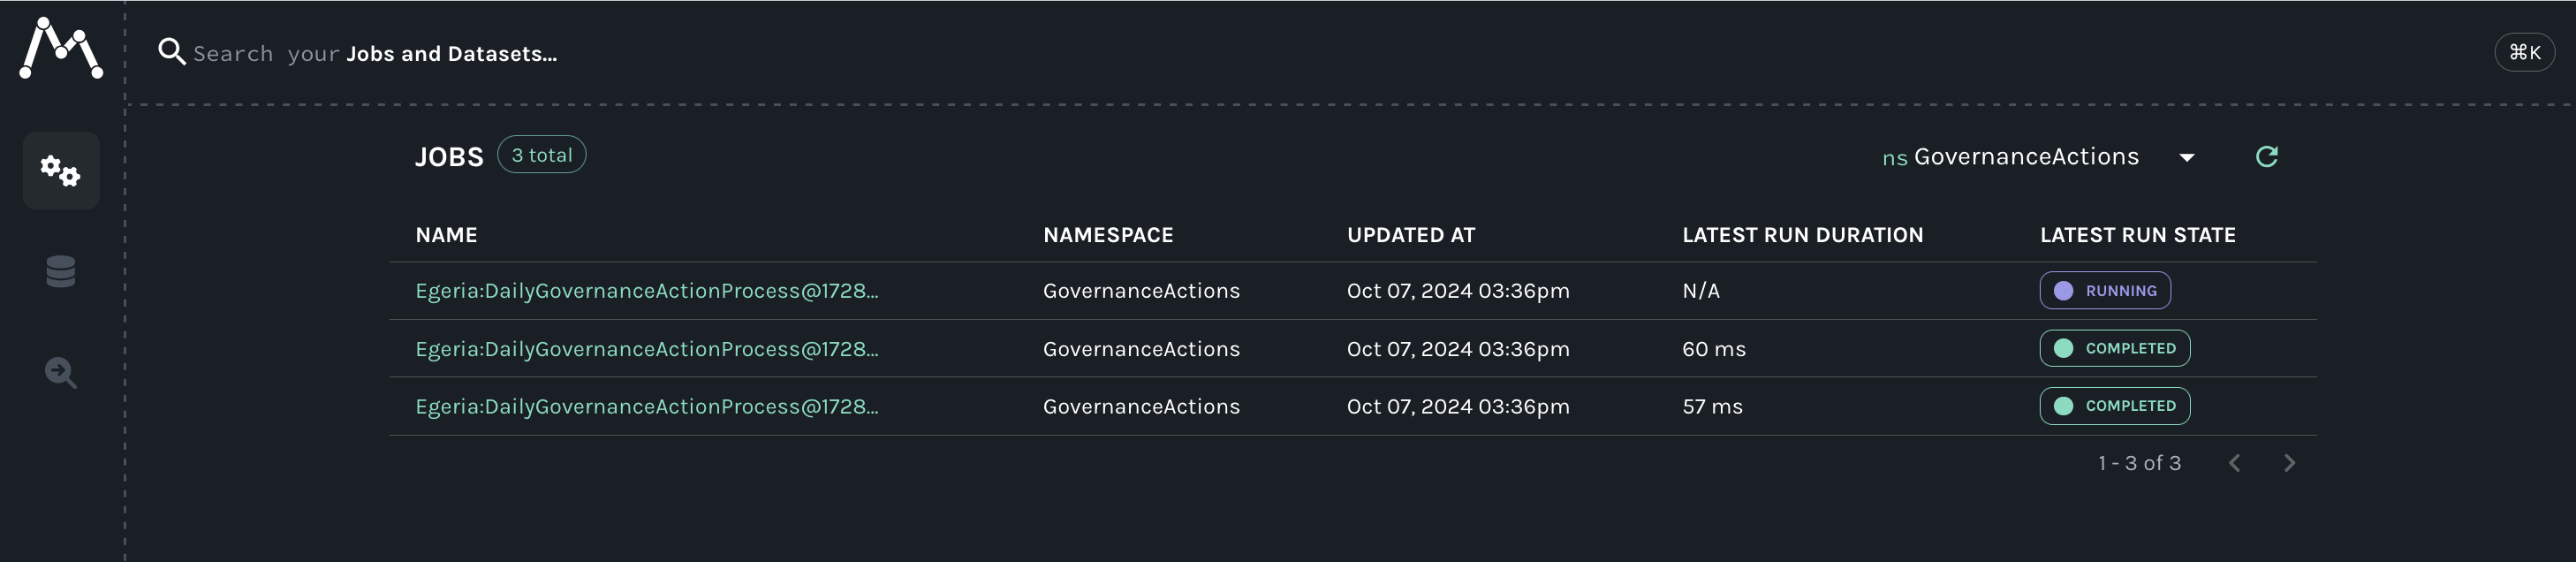 Search your Jobs and Datasets...
⌘K
JOBS 3 total
ns GovernanceActions
NAME NAMESPACE UPDATED AT LATEST RUN DURATION LATEST RUN STATE
Egeria:DailyGovernanceActionProcess@1728... GovernanceActions Oct 07, 2024 03:36pm N/A RUNNING
Egeria:DailyGovernanceActionProcess@1728... GovernanceActions Oct 07, 2024 03:36pm 60 ms COMPLETED
Egeria:DailyGovernanceActionProcess@1728... GovernanceActions Oct 07, 2024 03:36pm 57 ms COMPLETED
1 - 3 of 3